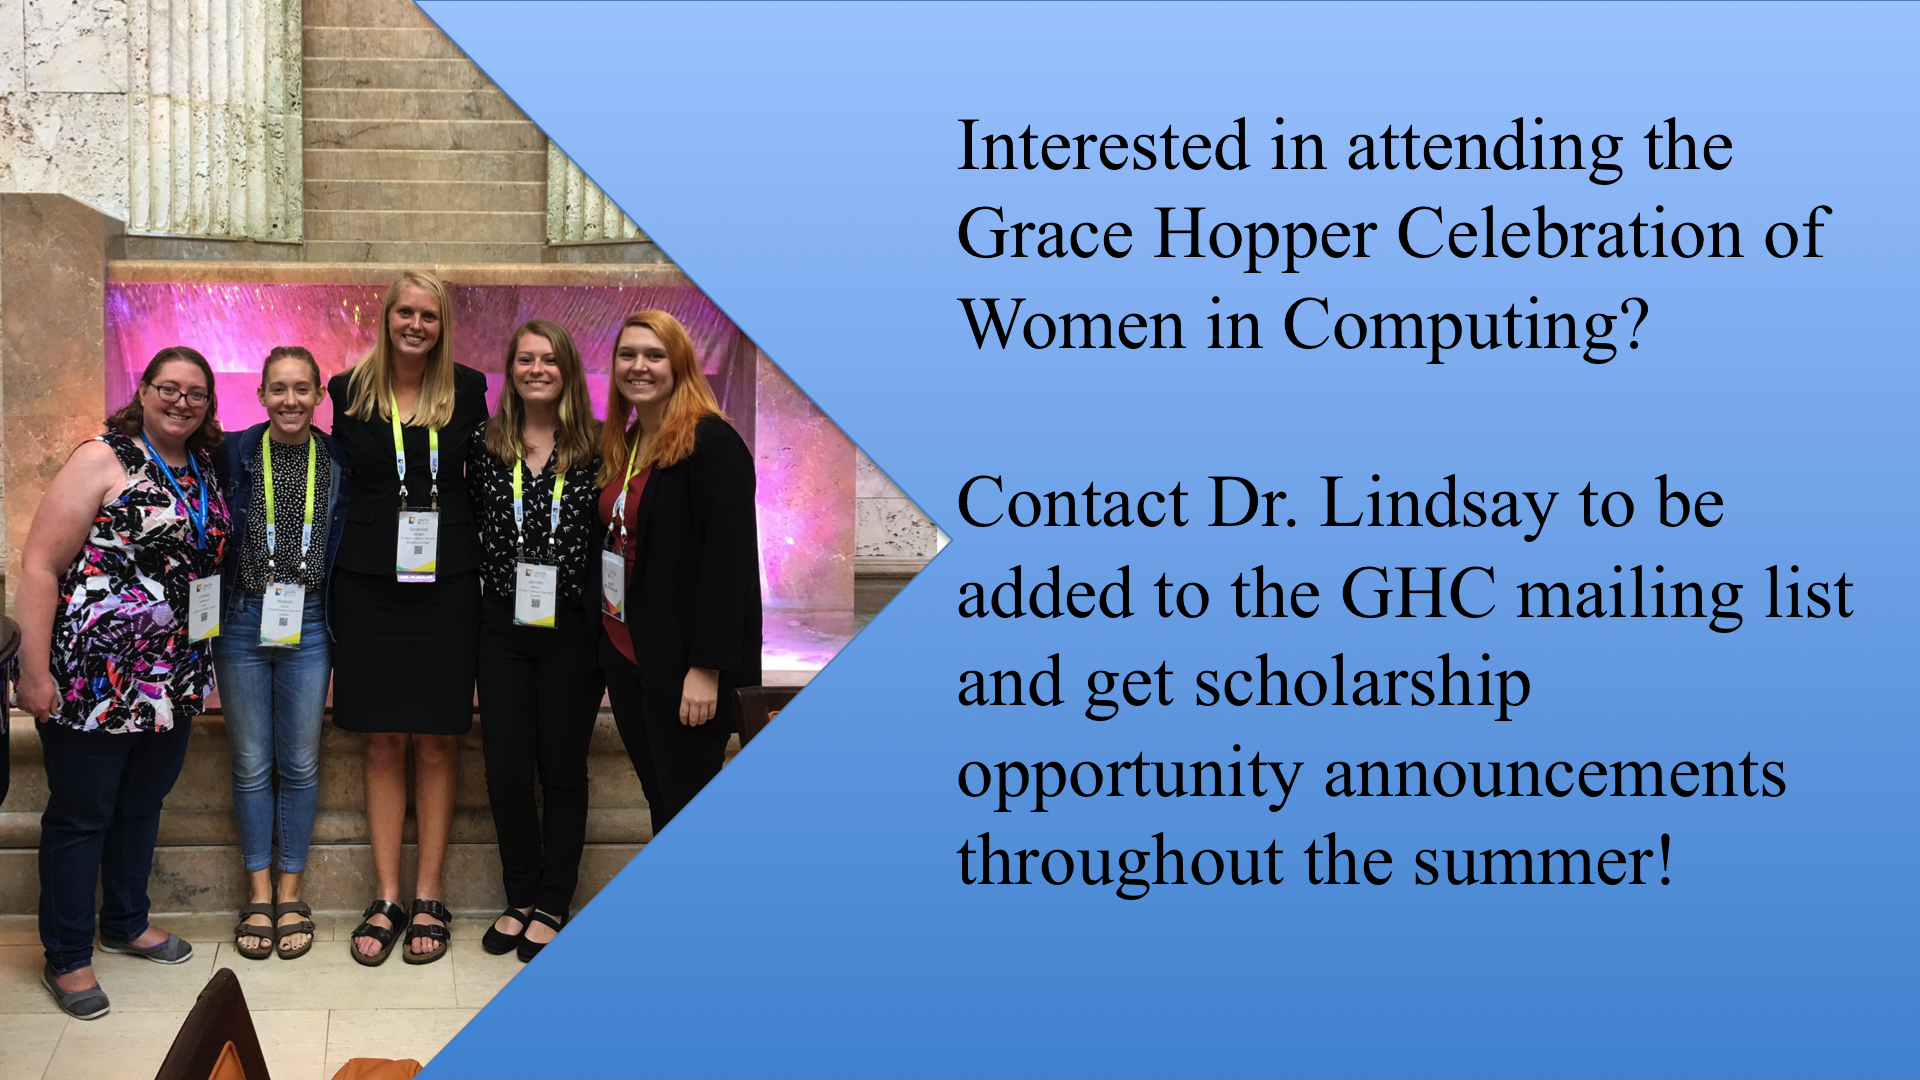 Interested in attending the
Grace Hopper Celebration of
Women in Computing?
Contact Dr. Lindsay to be
added to the GHC mailing list
and get scholarship
opportunity announcements
throughout the summer!